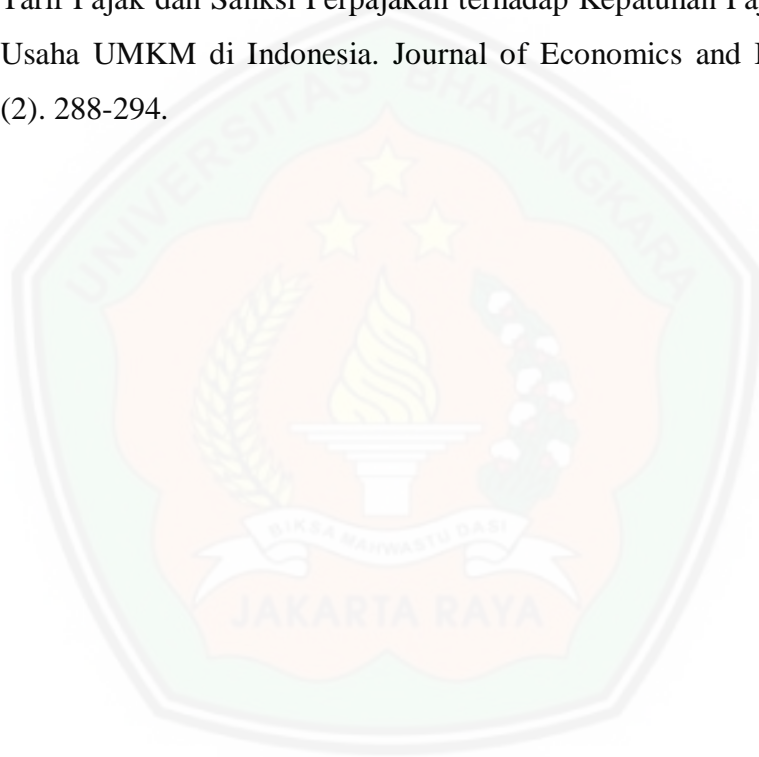 Tarif Pajak dan Sanksi Perpajakan terhadap Kepatuhan
Usaha UMKM di Indonesia. Journal of Economics and
(2). 288-294.
UNIVERSITAS BHAYANGKARA
BIKSA MAHWASTU DASI
JAKARTA RAYA